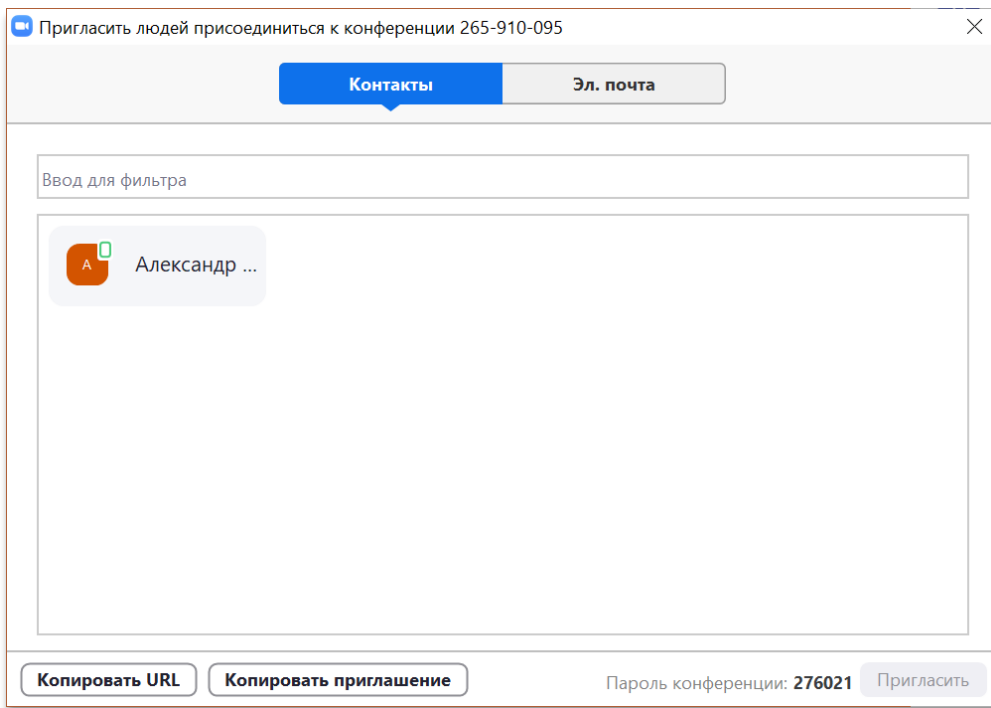 Пригласить людей присоединиться к конференции 265-910-095
Контакты
Эл. почта
Ввод для фильтра
А
Александр ...
Копировать URL
Копировать приглашение
Пароль конференции: 276021
Пригласить